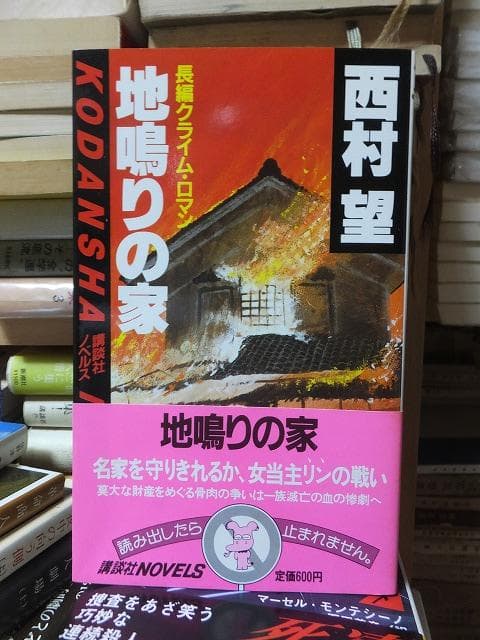 西村 望
長編クライム・ロマン
地鳴りの家
KODANSHA
講談社
ノベルス
地鳴りの家
名家を守りきれるか、女当主リンの戦い
莫大な財産をめぐる骨肉の争いは一族滅亡の血の惨劇へ
読み出したら
止まれません。
講談社NOVELS
定価600円
マーセル・モンテシーノ
捜査をあざ笑う
巧妙な
連続殺人